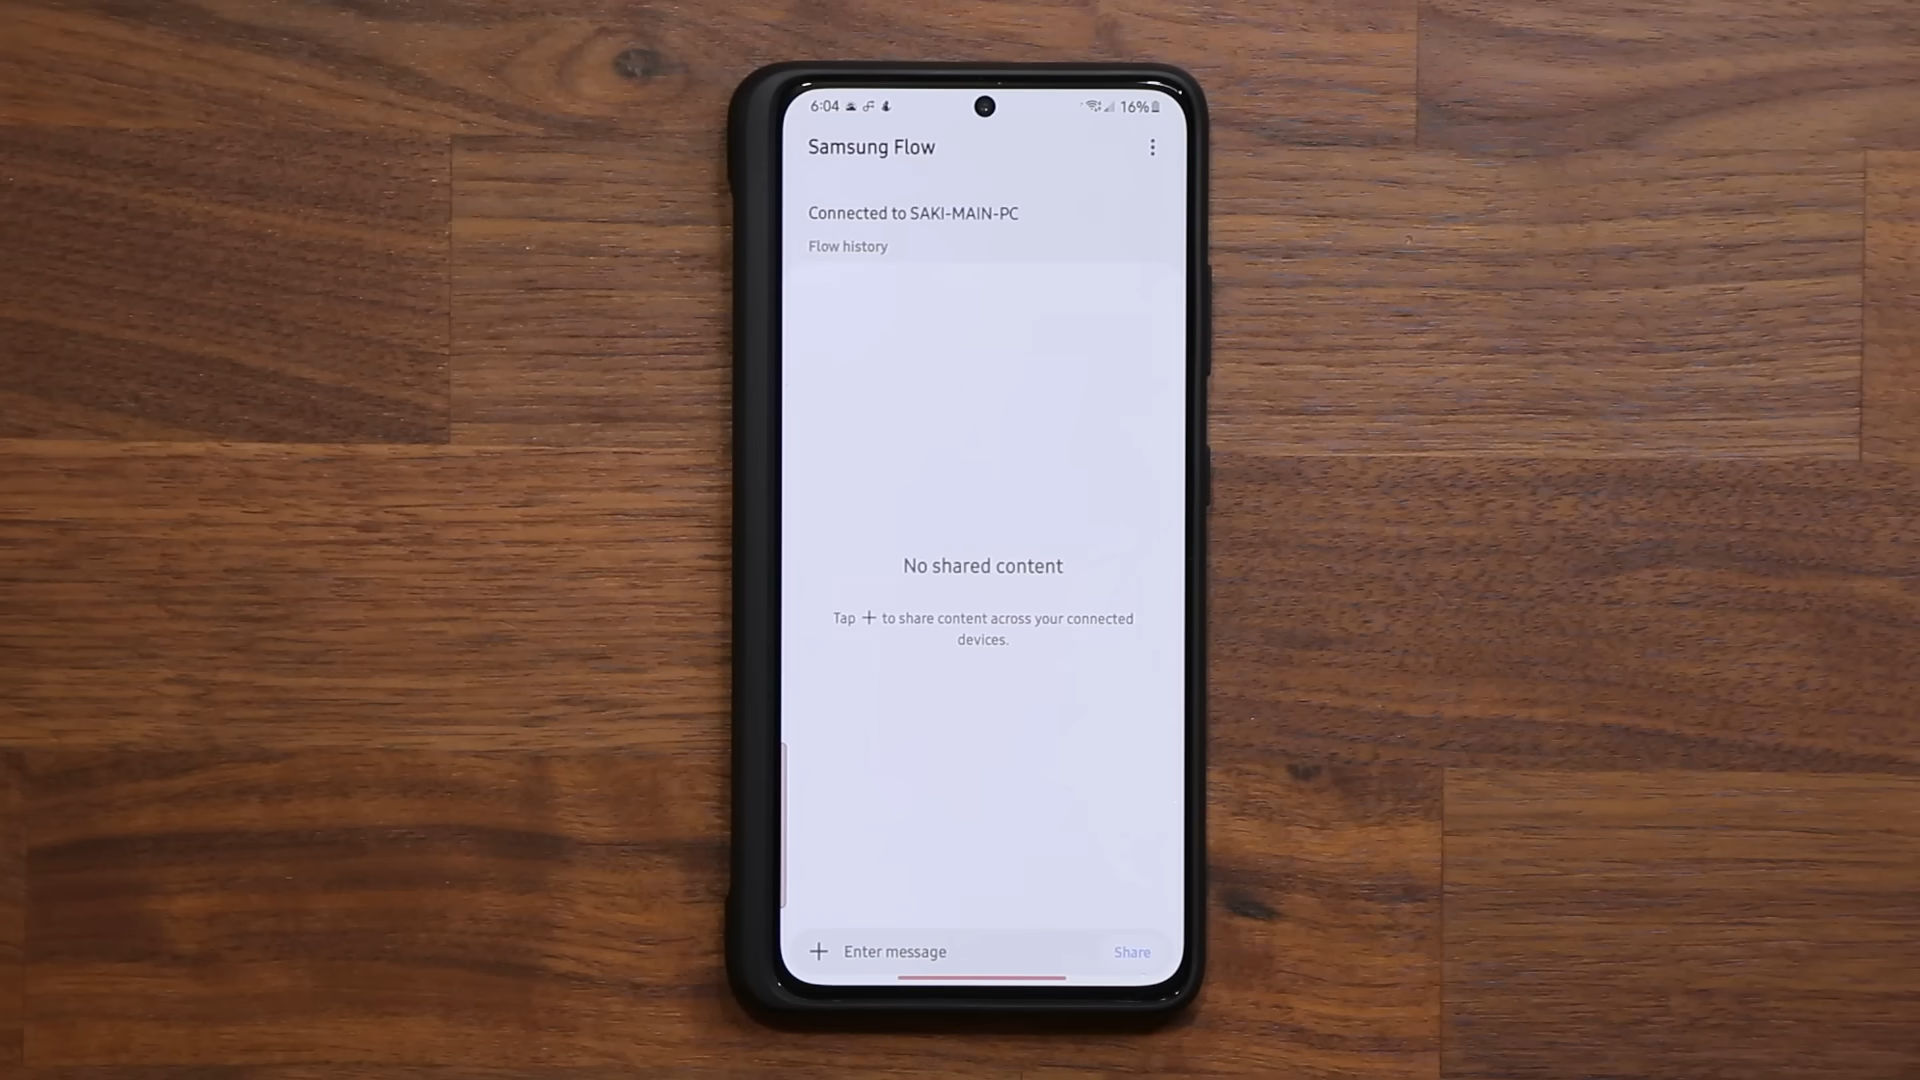 6:04 16%
Samsung Flow
Connected to SAKI-MAIN-PC
Flow history
No shared content
Tap + to share content across your connected
devices.
+ Enter message Share